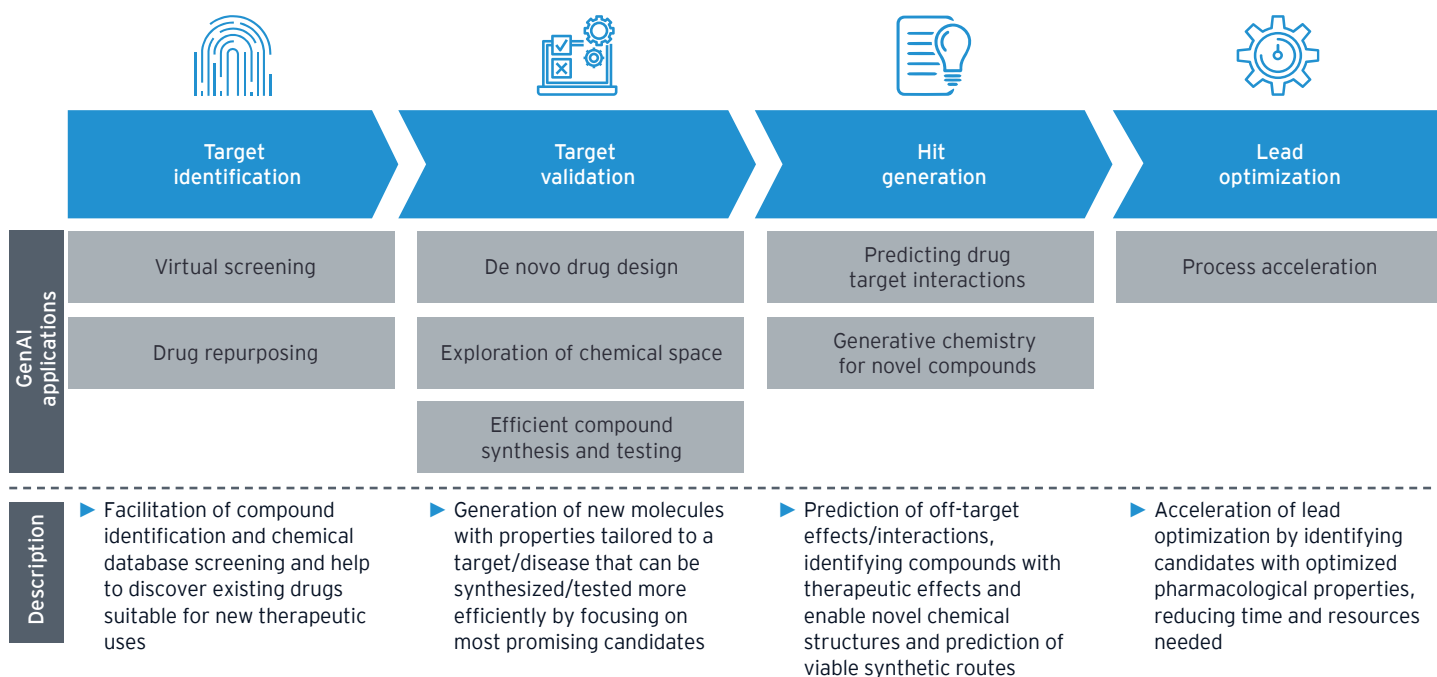 Target
identification
Target
validation
Hit
generation
Lead
optimization
GenAI
applications
Virtual screening
Drug repurposing
De novo drug design
Exploration of chemical space
Efficient compound
synthesis and testing
Predicting drug
target interactions
Generative chemistry
for novel compounds
Process acceleration
Description
► Facilitation of compound
identification and chemical
database screening and help
to discover existing drugs
suitable for new therapeutic
uses
► Generation of new molecules
with properties tailored to a
target/disease that can be
synthesized/tested more
efficiently by focusing on
most promising candidates
► Prediction of off-target
effects/interactions,
identifying compounds with
therapeutic effects and
enable novel chemical
structures and prediction of
viable synthetic routes
► Acceleration of lead
optimization by identifying
candidates with optimized
pharmacological properties,
reducing time and resources
needed